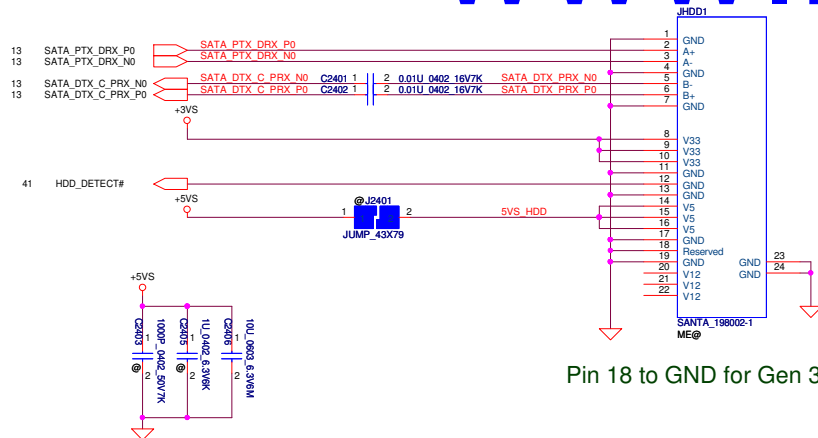 JHDD1
1 GND
13 SATA_PTX_DRX_P0 SATA_PTX_DRX_P0 2 A+
13 SATA_PTX_DRX_N0 SATA_PTX_DRX_N0 3 A-
4 GND
13 SATA_DTX_C_PRX_N0 SATA_DTX_C_PRX_N0 C2401 1 2 0.01U_0402_16V7K SATA_DTX_PRX_N0 5 B-
13 SATA_DTX_C_PRX_P0 SATA_DTX_C_PRX_P0 C2402 1 2 0.01U_0402_16V7K SATA_DTX_PRX_P0 6 B+
7 GND
+3VS
8 V33
9 V33
10 V33
11 GND
41 HDD_DETECT# 12 GND
13 GND
+5VS @J2401 14 V5
1 2 5VS_HDD 15 V5
JUMP_43X79 16 V5
17 GND
18 Reserved
19 GND GND 23
20 V12 GND 24
21 V12
22 V12
SANTA_198002-1
ME@
+5VS
C2403 1 2 @ 1000P_0402_50V7K
C2405 1 2 @ 1U_0402_6.3V6K
C2406 1 2 10U_0603_6.3V6M
Pin 18 to GND for Gen 3